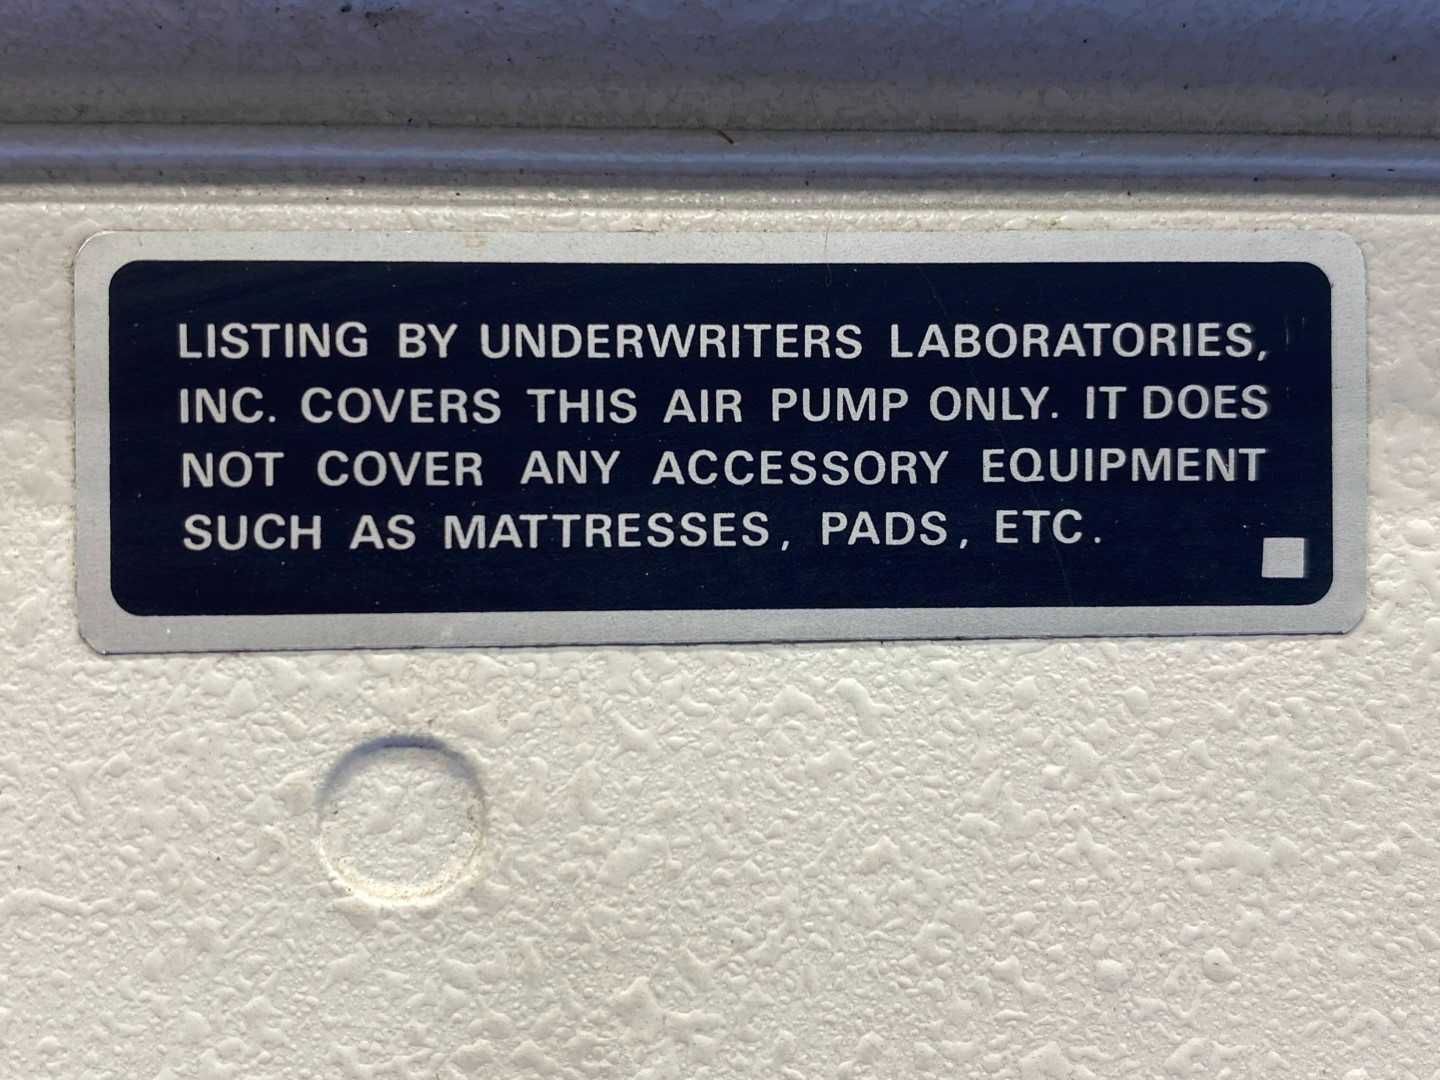 LISTING BY UNDERWRITERS LABORATORIES,
INC. COVERS THIS AIR PUMP ONLY. IT DOES
NOT COVER ANY ACCESSORY EQUIPMENT
SUCH AS MATTRESSES, PADS, ETC.